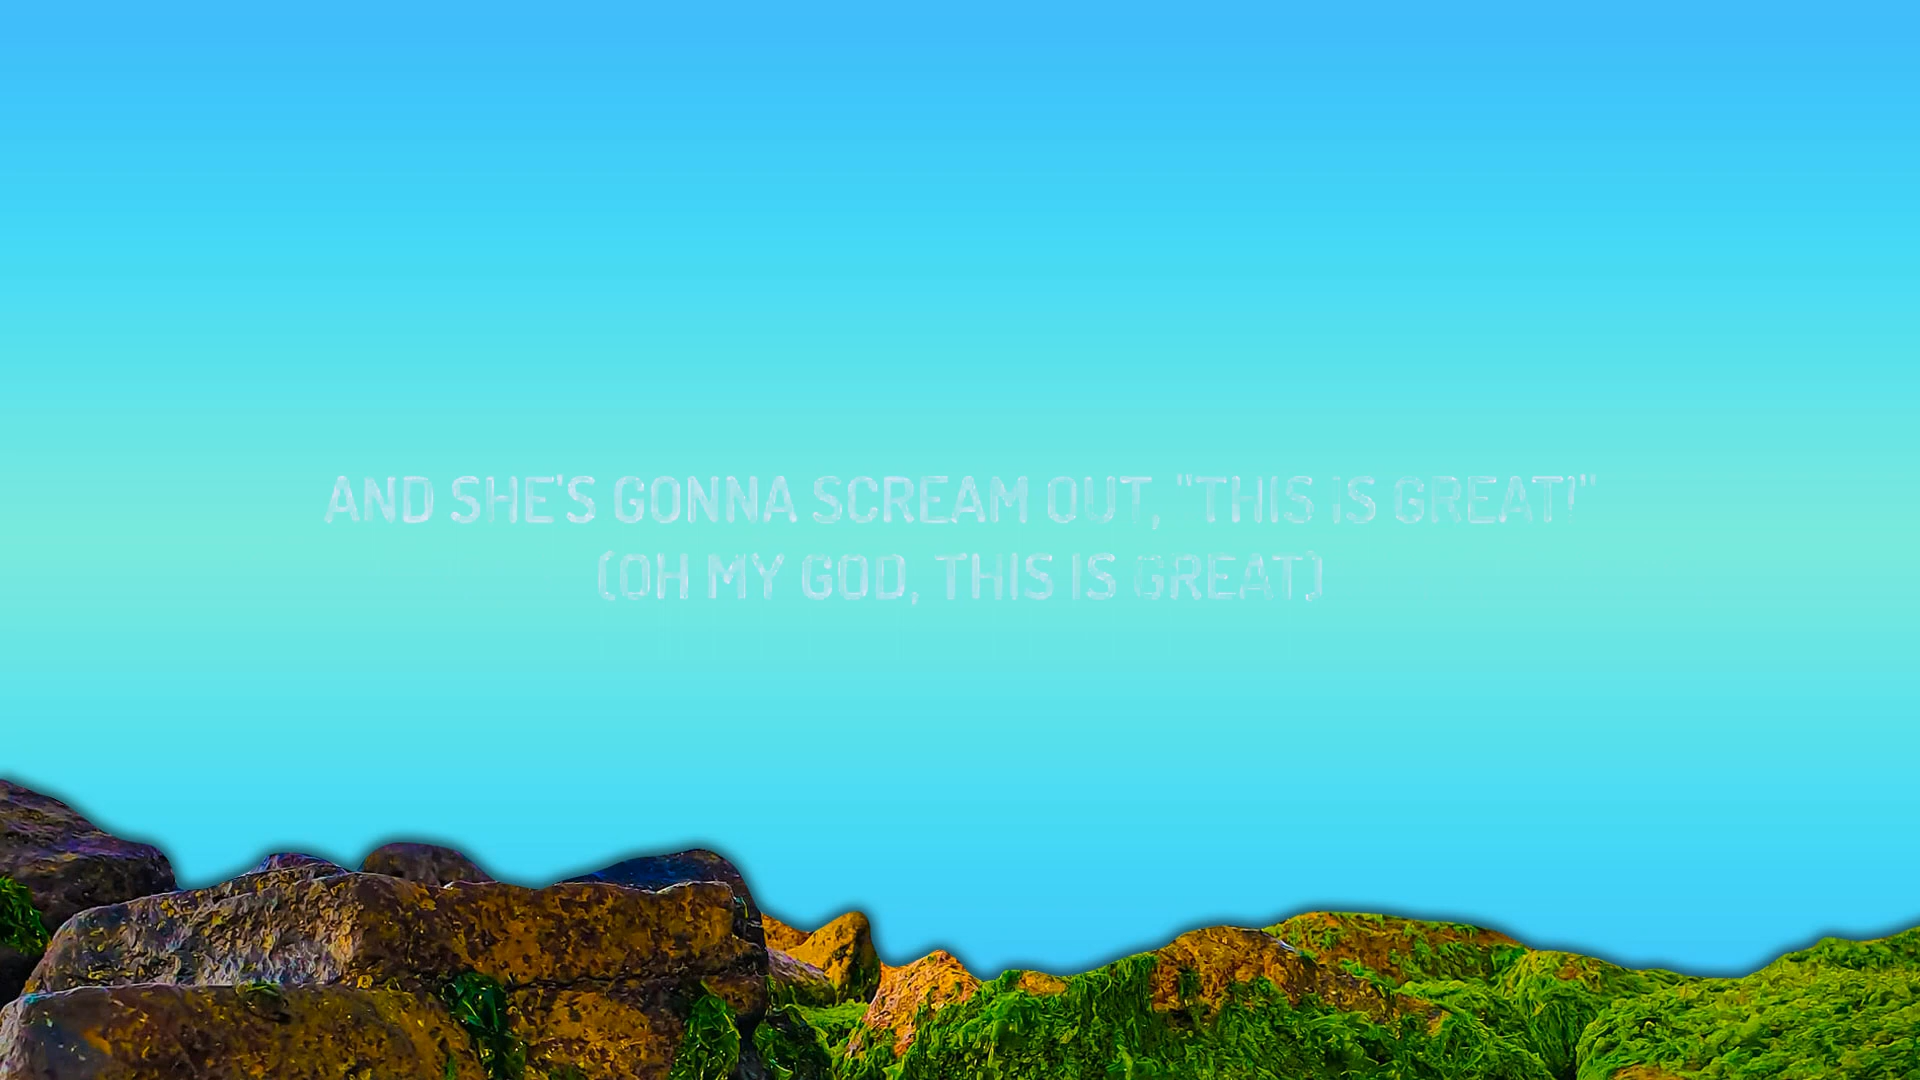 AND SHE'S GONNA SCREAM OUT, "THIS IS GREAT!"
(OH MY GOD, THIS IS GREAT)